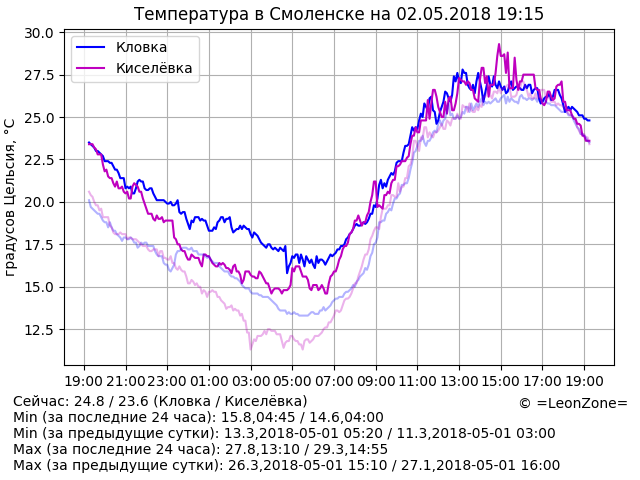 Температура в Смоленске на 02.05.2018 19:15
30.0
27.5
25.0
22.5
20.0
17.5
15.0
12.5
градусов Цельсия, °C
Кловка
Киселёвка
19:00 21:00 23:00 01:00 03:00 05:00 07:00 09:00 11:00 13:00 15:00 17:00 19:00
Сейчас: 24.8 / 23.6 (Кловка / Киселёвка)
© =LeonZone=
Min (за последние 24 часа): 15.8,04:45 / 14.6,04:00
Min (за предыдущие сутки): 13.3,2018-05-01 05:20 / 11.3,2018-05-01 03:00
Max (за последние 24 часа): 27.8,13:10 / 29.3,14:55
Max (за предыдущие сутки): 26.3,2018-05-01 15:10 / 27.1,2018-05-01 16:00